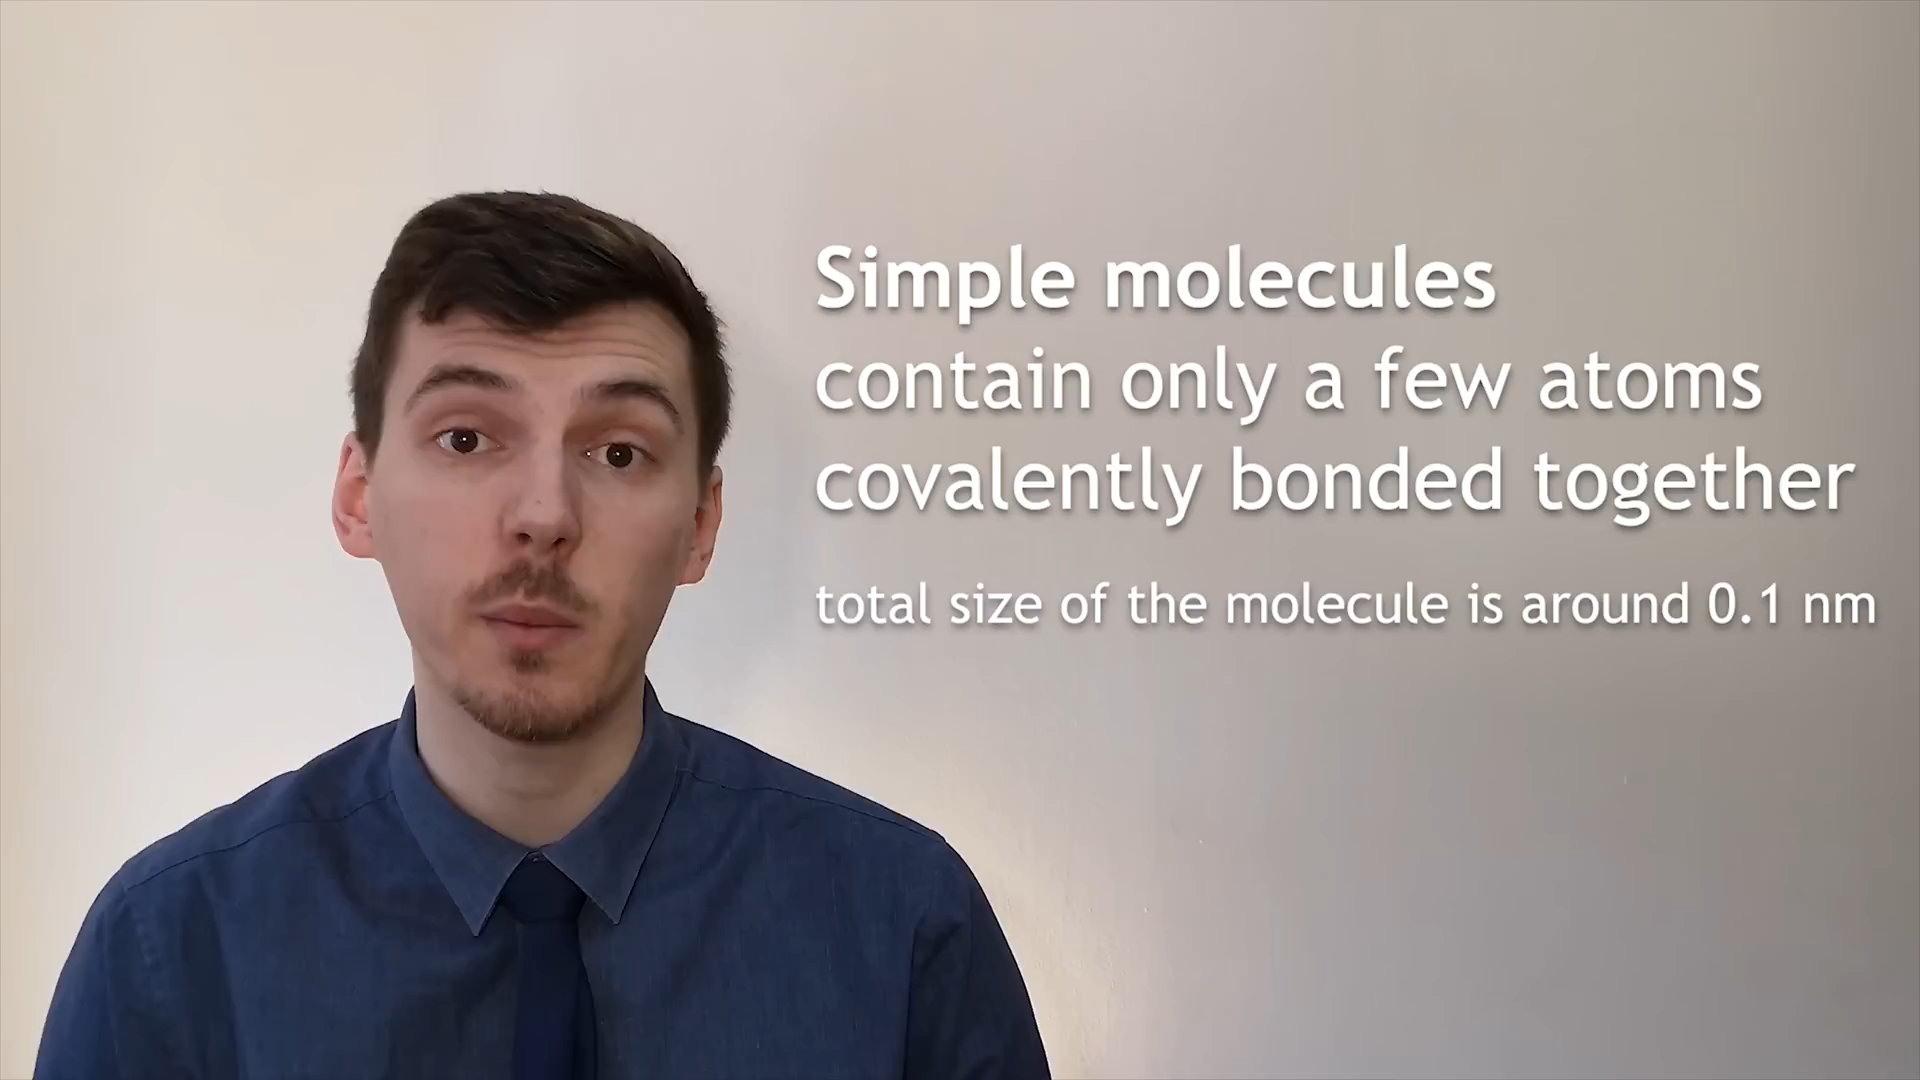 Simple molecules
contain only a few atoms
covalently bonded together
total size of the molecule is around 0.1 nm